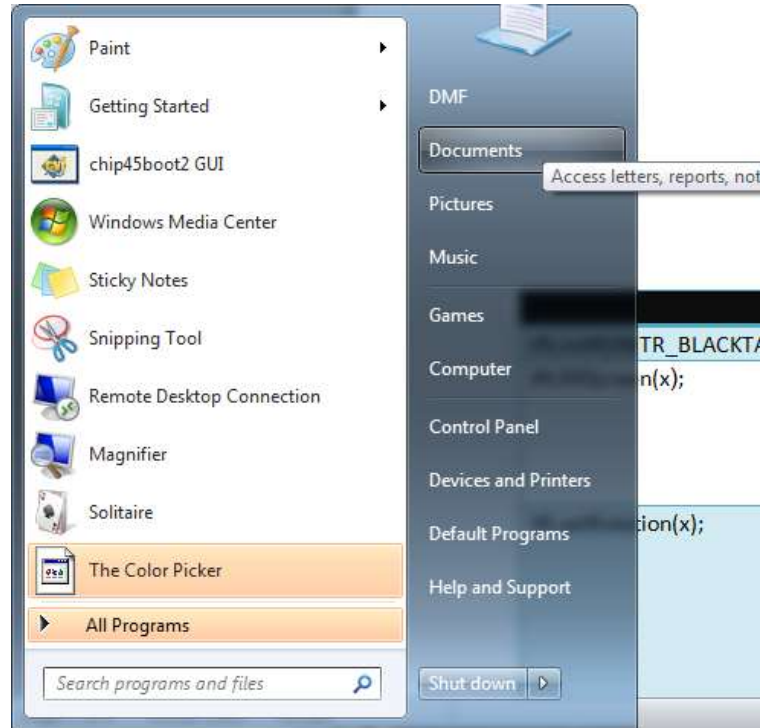 Paint
Getting Started
chip45boot2 GUI
Windows Media Center
Sticky Notes
Snipping Tool
Remote Desktop Connection
Magnifier
Solitaire
The Color Picker
All Programs
Search programs and files
DMF
Documents
Access letters, reports, not
Pictures
Music
Games
Computer
Control Panel
Devices and Printers
Default Programs
Help and Support
Shut down
TR_BLACKTA
n(x);
tion(x);